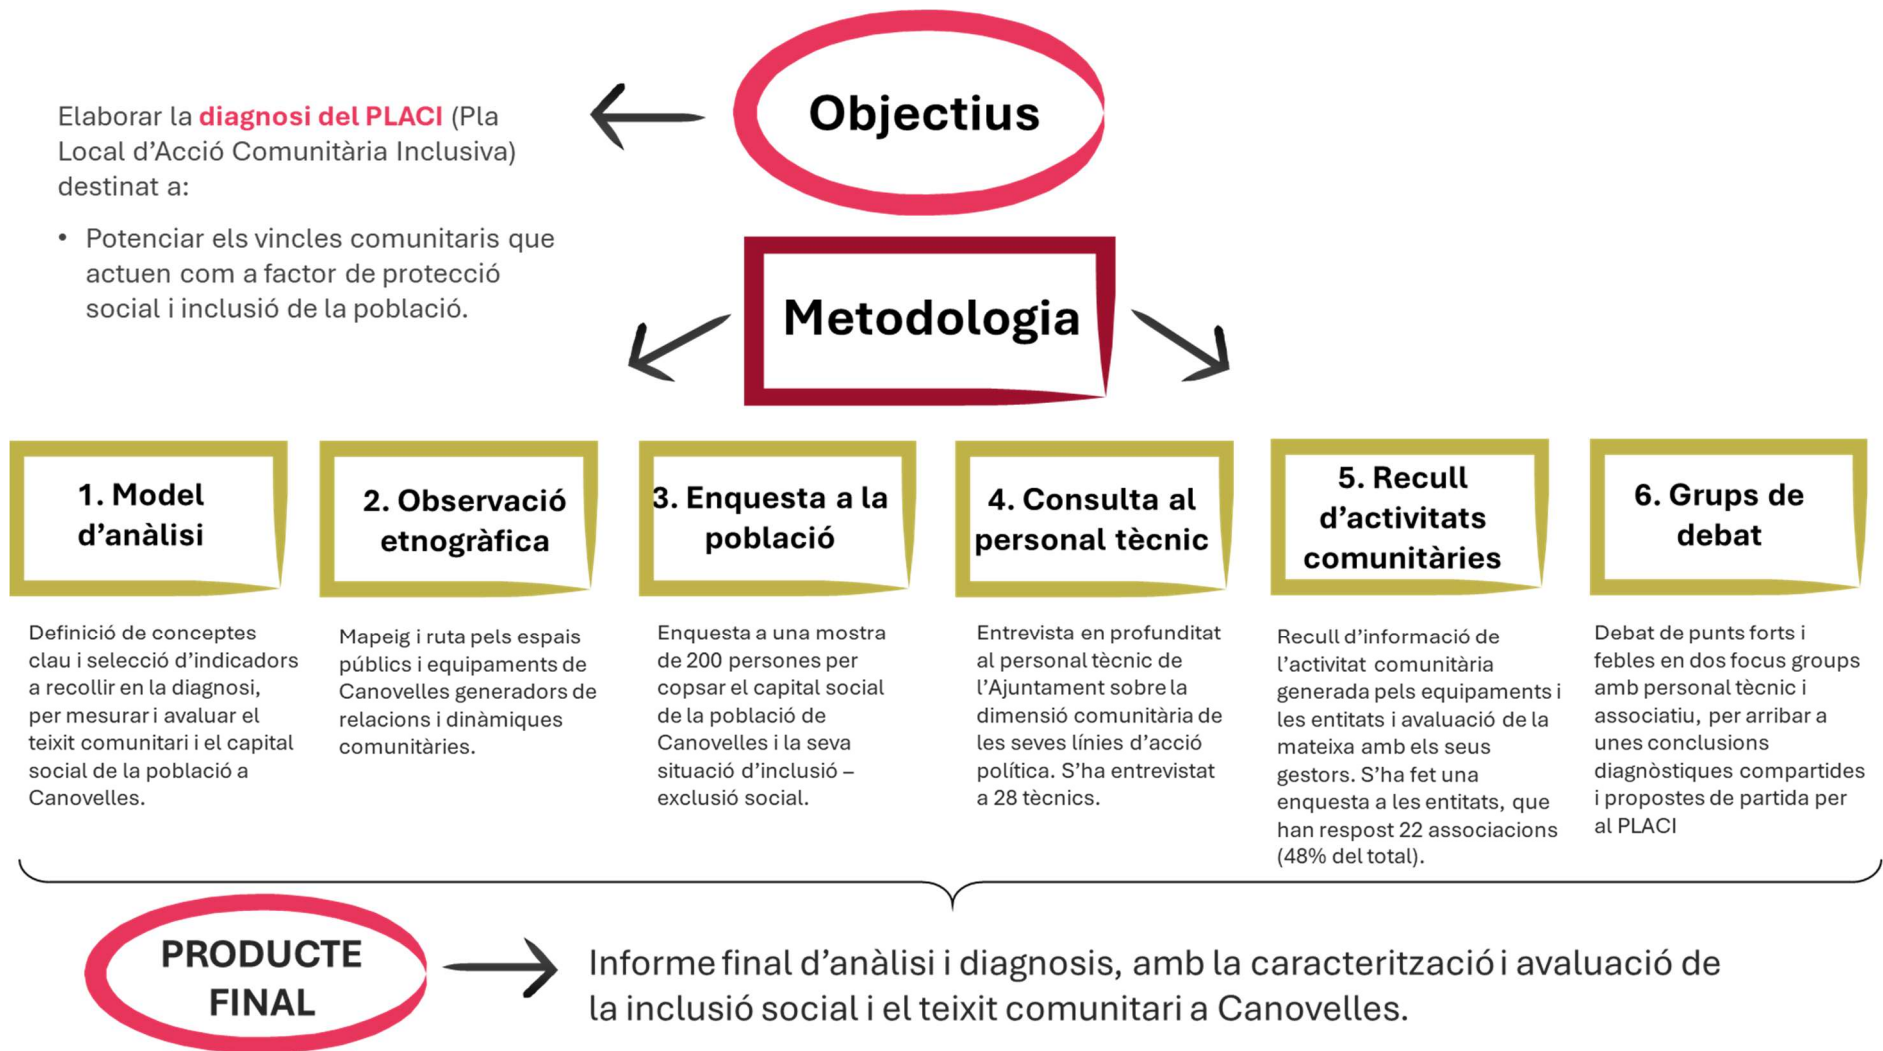 Objectius
Elaborar la diagnosi del PLACI (Pla
Local d'Acció Comunitària Inclusiva)
destinat a:
• Potenciar els vincles comunitaris que
actuen com a factor de protecció
social i inclusió de la població.
Metodologia
1. Model
d'anàlisi
Definició de conceptes
clau i selecció d'indicadors
a recollir en la diagnosi,
per mesurar i avaluar el
teixit comunitari i el capital
social de la població a
Canovelles.
2. Observació
etnogràfica
Mapeig i ruta pels espais
públics i equipaments de
Canovelles generadors de
relacions i dinàmiques
comunitàries.
3. Enquesta a la
població
Enquesta a una mostra
de 200 persones per
copsar el capital social
de la població de
Canovelles i la seva
situació d'inclusió –
exclusió social.
4. Consulta al
personal tècnic
Entrevista en profunditat
al personal tècnic de
l'Ajuntament sobre la
dimensió comunitària de
les seves línies d'acció
política. S'ha entrevistat
a 28 tècnics.
5. Recull
d'activitats
comunitàries
Recull d'informació de
l'activitat comunitària
generada pels equipaments i
les entitats i avaluació de la
mateixa amb els seus
gestors. S'ha fet una
enquesta a les entitats, que
han respost 22 associacions
(48% del total).
6. Grups de
debat
Debat de punts forts i
febles en dos focus groups
amb personal tècnic i
associatiu, per arribar a
unes conclusions
diagnòstiques compartides
i propostes de partida per
al PLACI
PRODUCTE
FINAL
Informe final d'anàlisi i diagnosis, amb la caracterització i avaluació de
la inclusió social i el teixit comunitari a Canovelles.